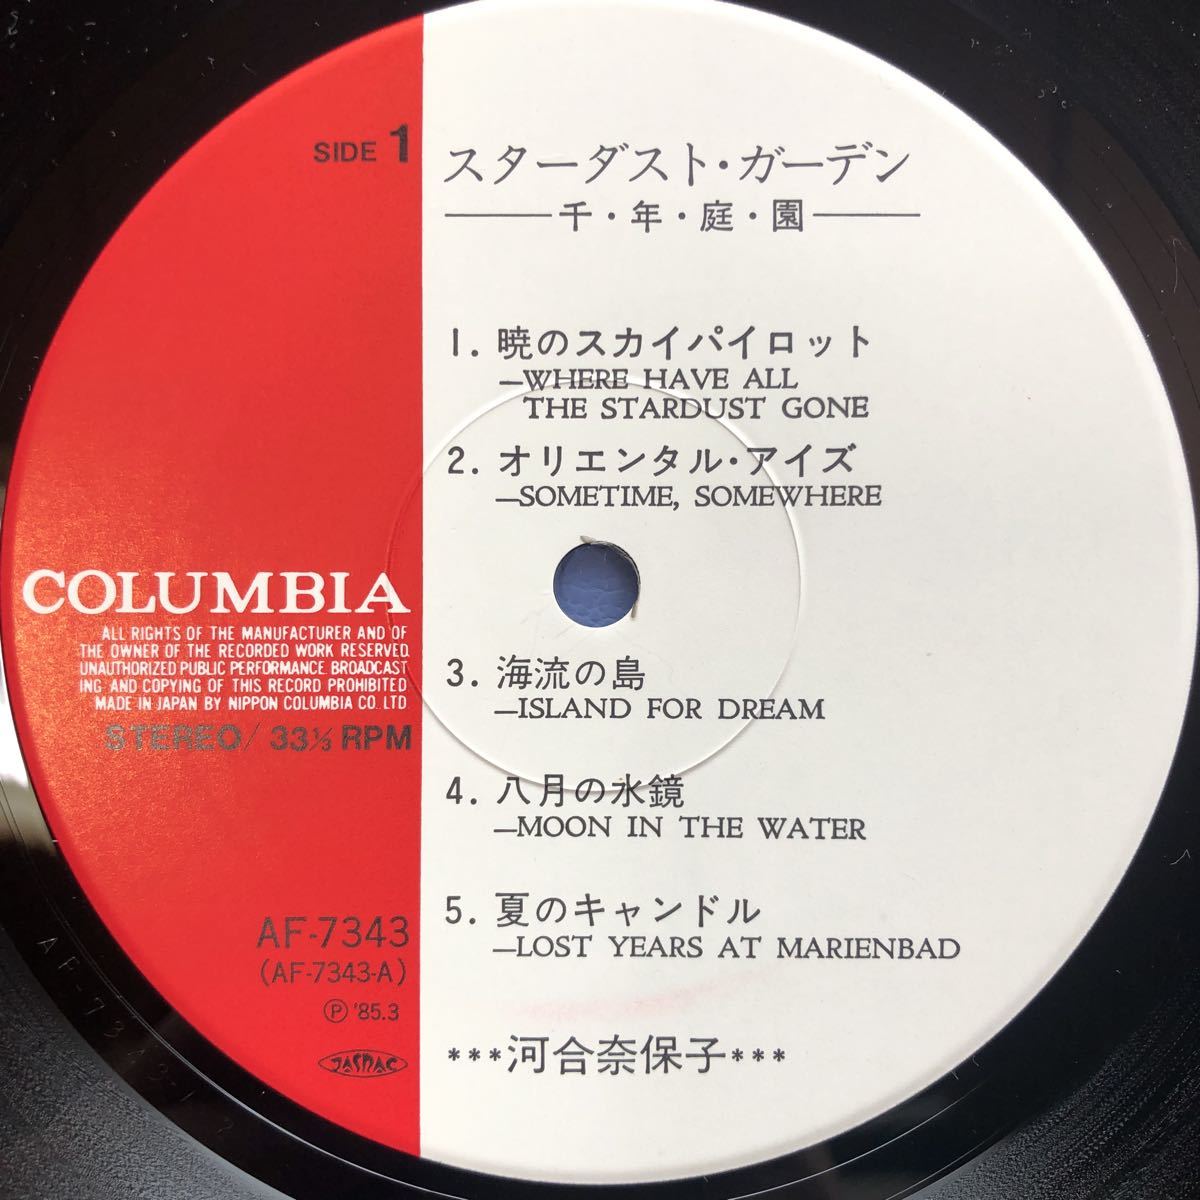 SIDE 1
スターダスト・ガーデン
千・年・庭・園
1. 暁のスカイパイロット
—WHERE HAVE ALL
THE STARDUST GONE
2. オリエンタル・アイズ
—SOMETIME, SOMEWHERE
3. 海流の島
—ISLAND FOR DREAM
4. 八月の水鏡
—MOON IN THE WATER
5. 夏のキャンドル
—LOST YEARS AT MARIENBAD
***河合奈保子***
COLUMBIA
ALL RIGHTS OF THE MANUFACTURER AND OF
THE OWNER OF THE RECORDED WORK RESERVED.
UNAUTHORIZED PUBLIC PERFORMANCE. BROADCAST
ING AND COPYING OF THIS RECORD PROHIBITED
MADE IN JAPAN BY NIPPON COLUMBIA CO. LTD.
STEREO/ 33⅓ RPM
AF-7343
(AF-7343-A)
Ⓟ '85.3
JASRAC